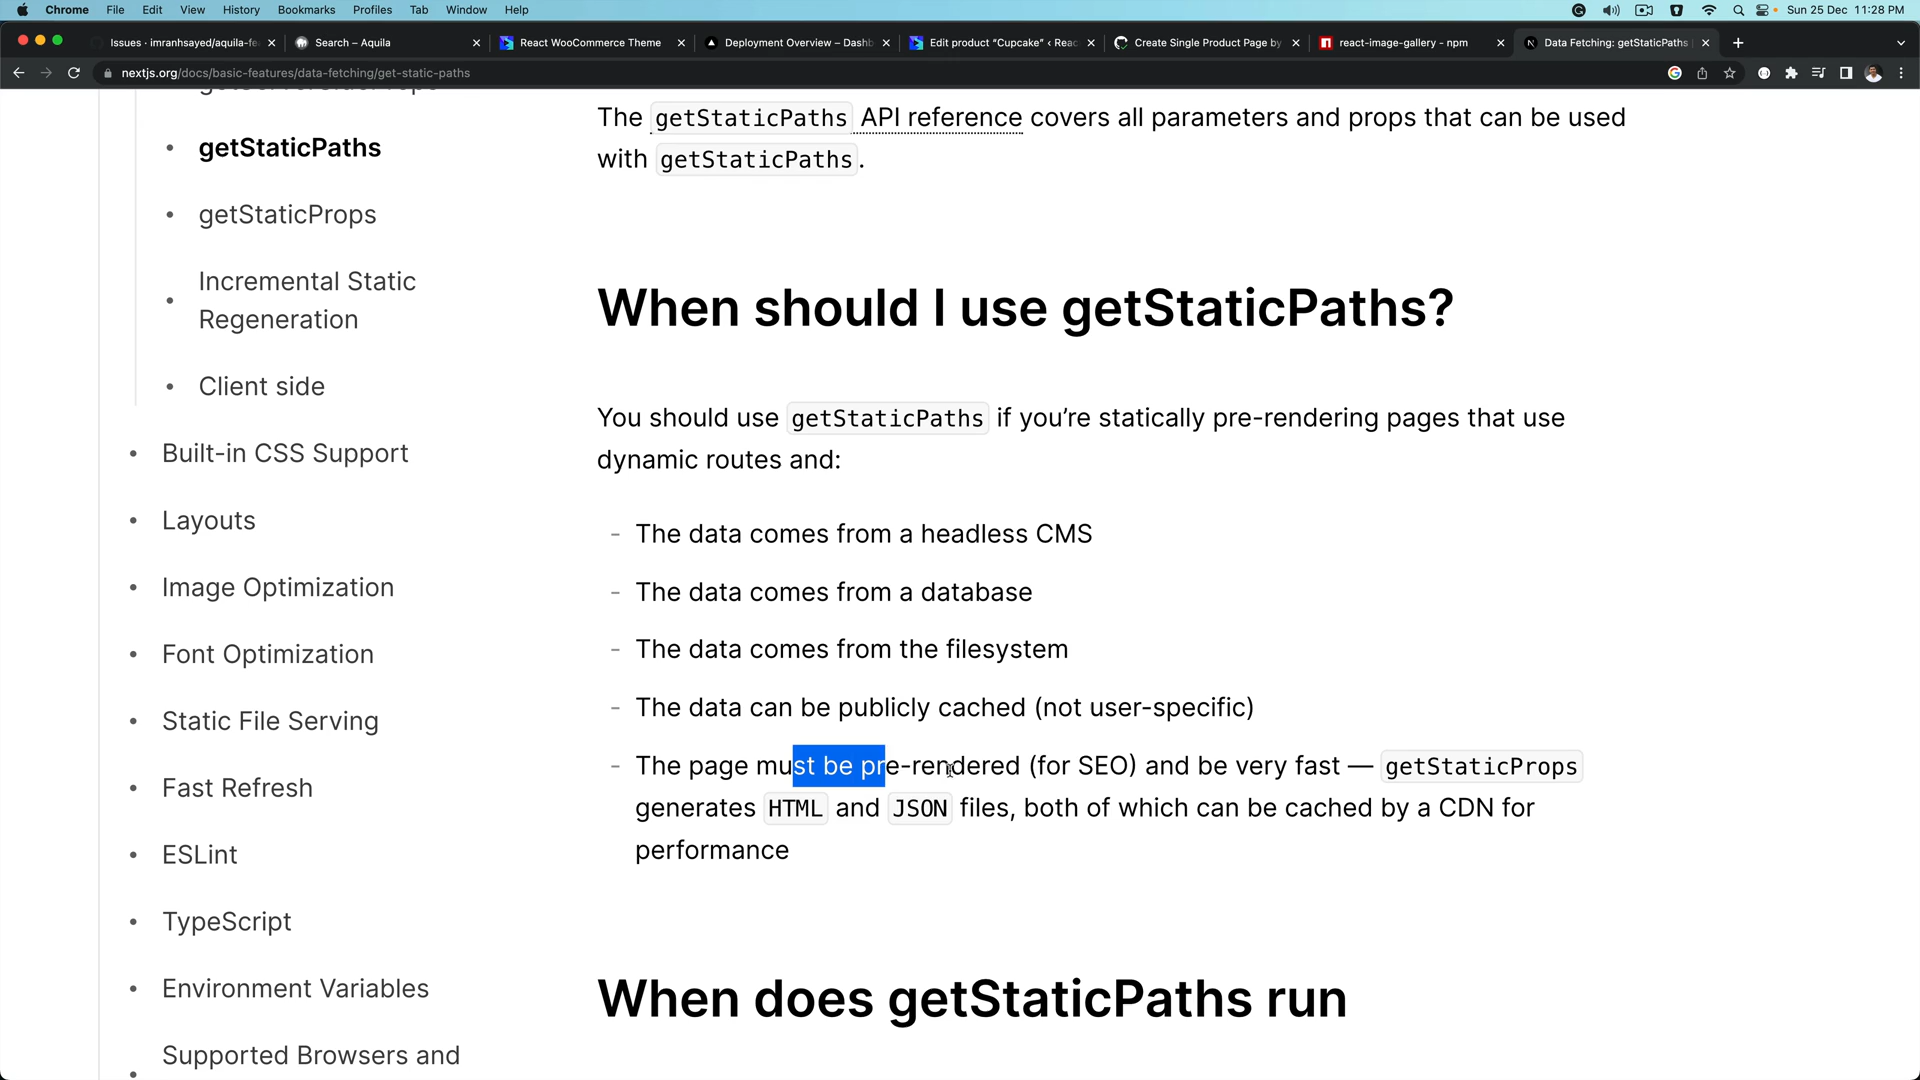 Chrome File Edit View History Bookmarks Profiles Tab Window Help Sun 25 Dec 11:28 PM
Issues · imranhsayed/aquila-fe
Search – Aquila
React WooCommerce Theme
Deployment Overview – Dashb
Edit product “Cupcake” ‹ Reac
Create Single Product Page by
react-image-gallery - npm
Data Fetching: getStaticPaths
nextjs.org/docs/basic-features/data-fetching/get-static-paths
getStaticPaths
getStaticProps
Incremental Static
Regeneration
Client side
Built-in CSS Support
Layouts
Image Optimization
Font Optimization
Static File Serving
Fast Refresh
ESLint
TypeScript
Environment Variables
Supported Browsers and
The getStaticPaths API reference covers all parameters and props that can be used
with getStaticPaths.
When should I use getStaticPaths?
You should use getStaticPaths if you’re statically pre-rendering pages that use
dynamic routes and:
- The data comes from a headless CMS
- The data comes from a database
- The data comes from the filesystem
- The data can be publicly cached (not user-specific)
- The page must be pre-rendered (for SEO) and be very fast — getStaticProps
generates HTML and JSON files, both of which can be cached by a CDN for
performance
When does getStaticPaths run